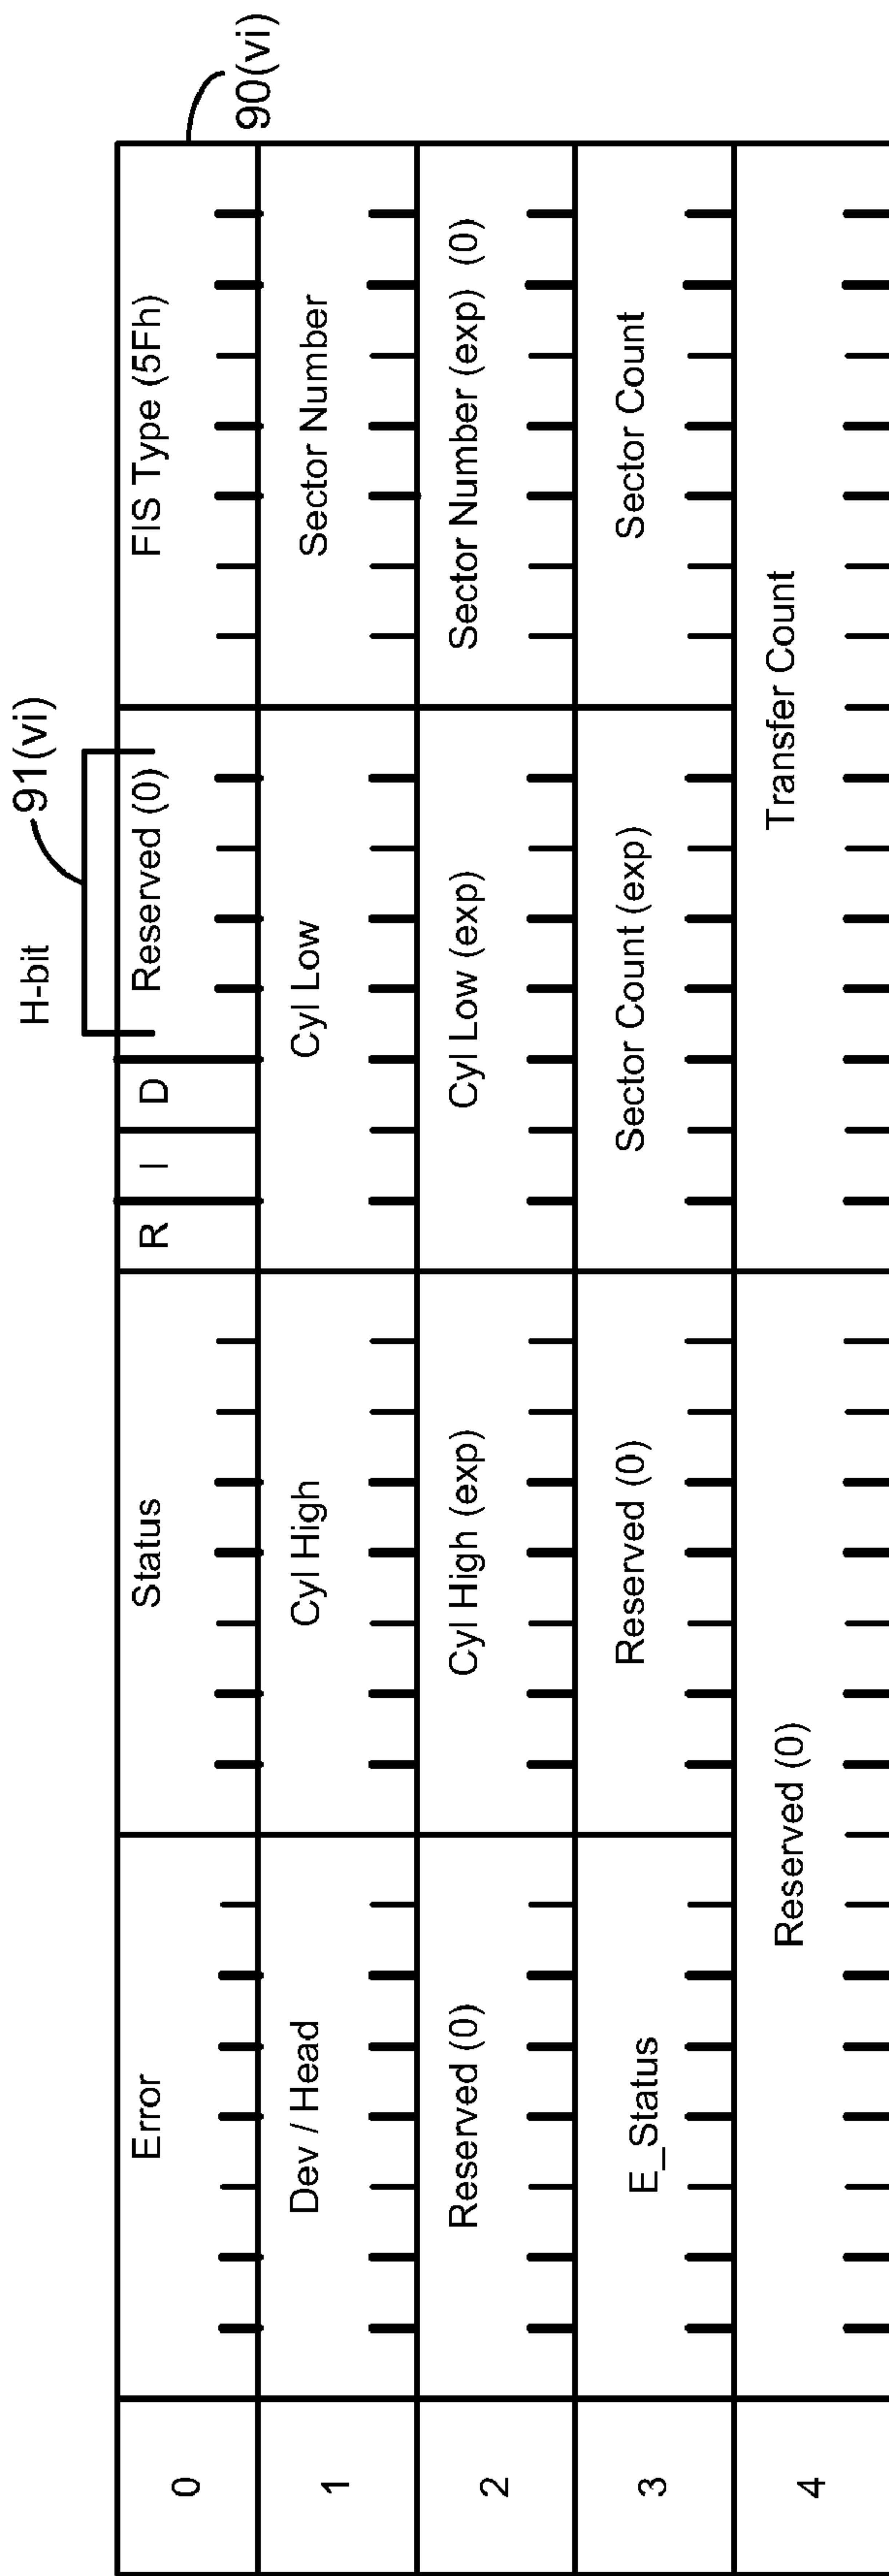 H-bit 91(vi)
90(vi)
0 Error Status R I D Reserved (0) FIS Type (5Fh)
1 Dev / Head Cyl High Cyl Low Sector Number
2 Reserved (0) Cyl High (exp) Cyl Low (exp) Sector Number (exp) (0)
3 E_Status Reserved (0) Sector Count (exp) Sector Count
4 Reserved (0) Transfer Count